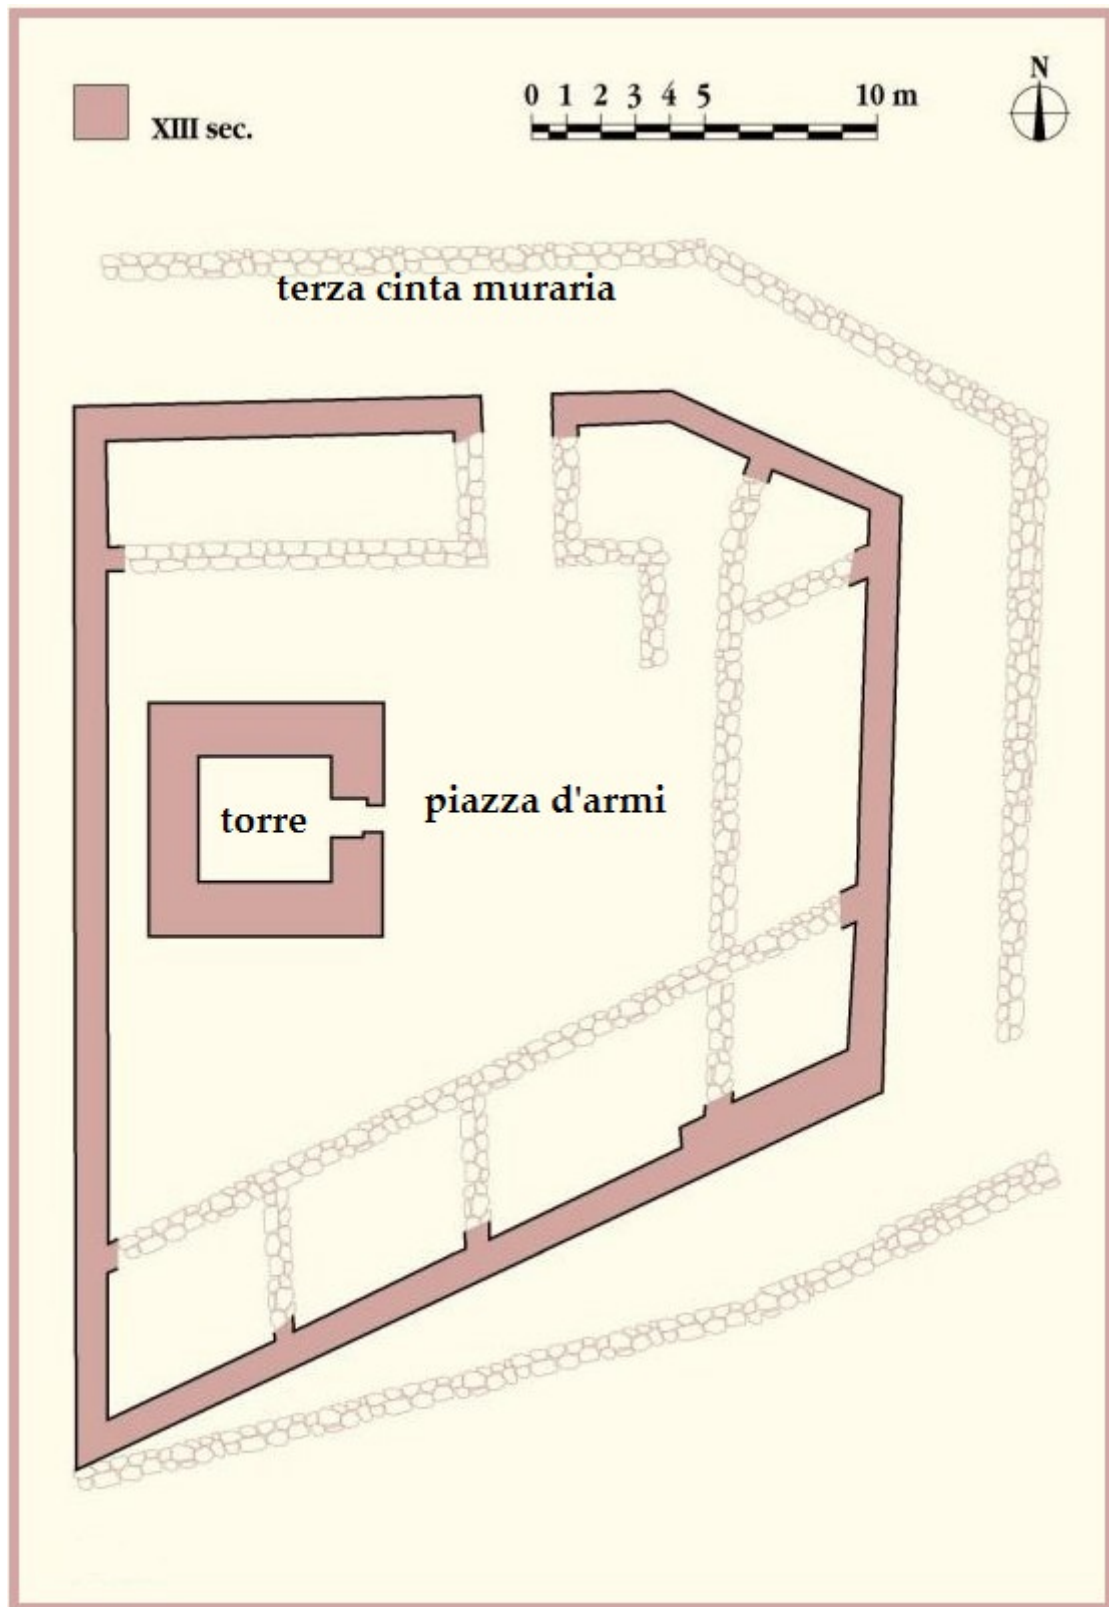 0 1 2 3 4 5 10 m
N
XIII sec.
terza cinta muraria
torre
piazza d'armi